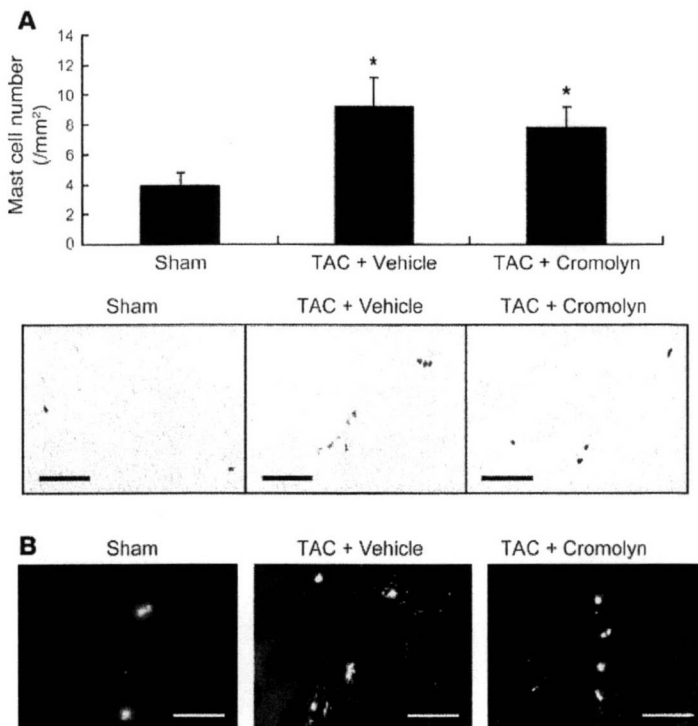 A
Mast cell number
(/mm²)
14
12
10
8
6
4
2
0
*
*
Sham
TAC + Vehicle
TAC + Cromolyn
Sham
TAC + Vehicle
TAC + Cromolyn
B
Sham
TAC + Vehicle
TAC + Cromolyn